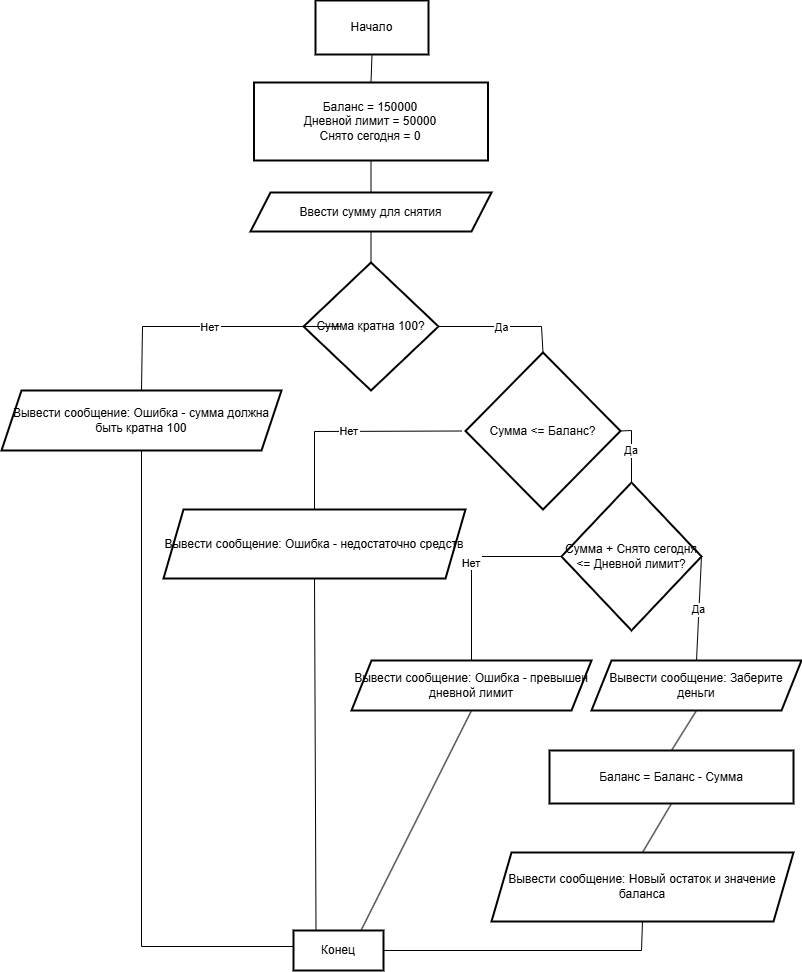 Начало
Баланс = 150000
Дневной лимит = 50000
Снято сегодня = 0
Ввести сумму для снятия
Сумма кратна 100?
Нет
Да
Вывести сообщение: Ошибка - сумма должна
быть кратна 100
Сумма <= Баланс?
Нет
Да
Вывести сообщение: Ошибка - недостаточно средств
Сумма + Снято сегодня
<= Дневной лимит?
Нет
Да
Вывести сообщение: Ошибка - превышен
дневной лимит
Вывести сообщение: Заберите
деньги
Баланс = Баланс - Сумма
Вывести сообщение: Новый остаток и значение
баланса
Конец